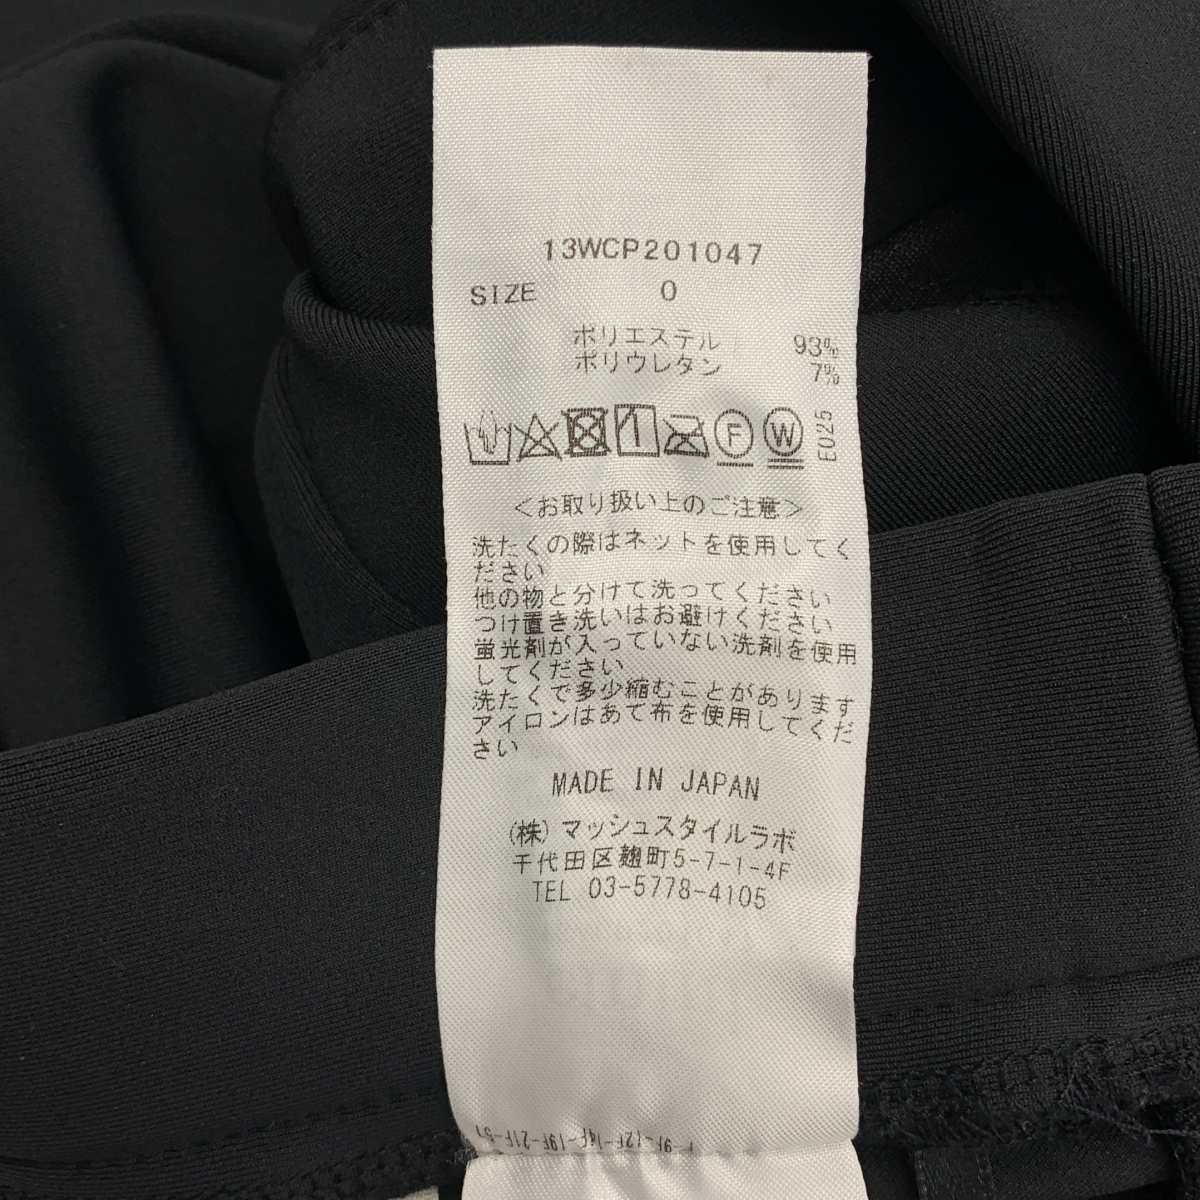 13WCP201047
SIZE 0
ポリエステル 93%
ポリウレタン 7%
F W E025
<お取り扱い上のご注意>
洗たくの際はネットを使用してく
ださい
他の物と分けて洗ってください
つけ置き洗いはお避けください
蛍光剤が入っていない洗剤を使用
してください
洗たくで多少縮むことがあります
アイロンはあて布を使用してくだ
さい
MADE IN JAPAN
(株)マッシュスタイルラボ
千代田区麹町5-7-1-4F
TEL 03-5778-4105